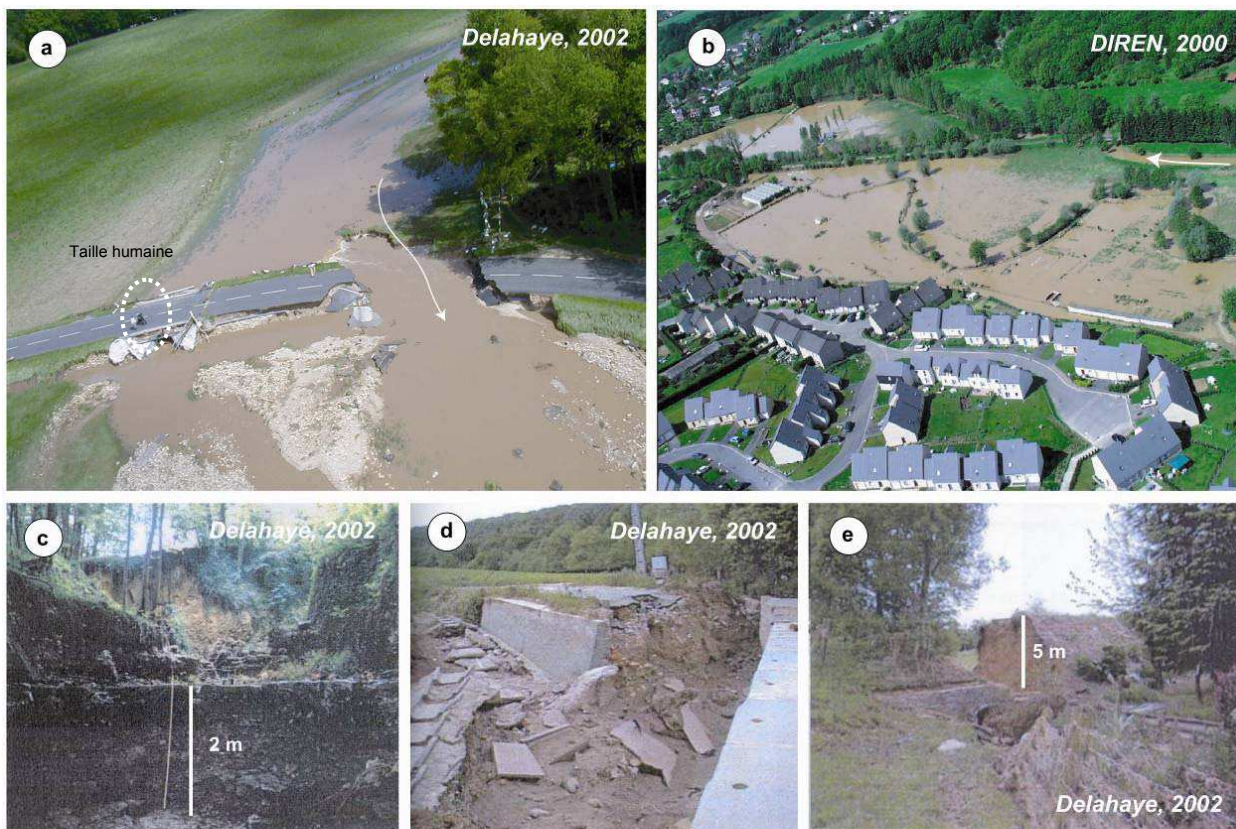 a
Delahaye, 2002
Taille humaine
b
DIREN, 2000
c
Delahaye, 2002
2 m
d
Delahaye, 2002
e
5 m
Delahaye, 2002